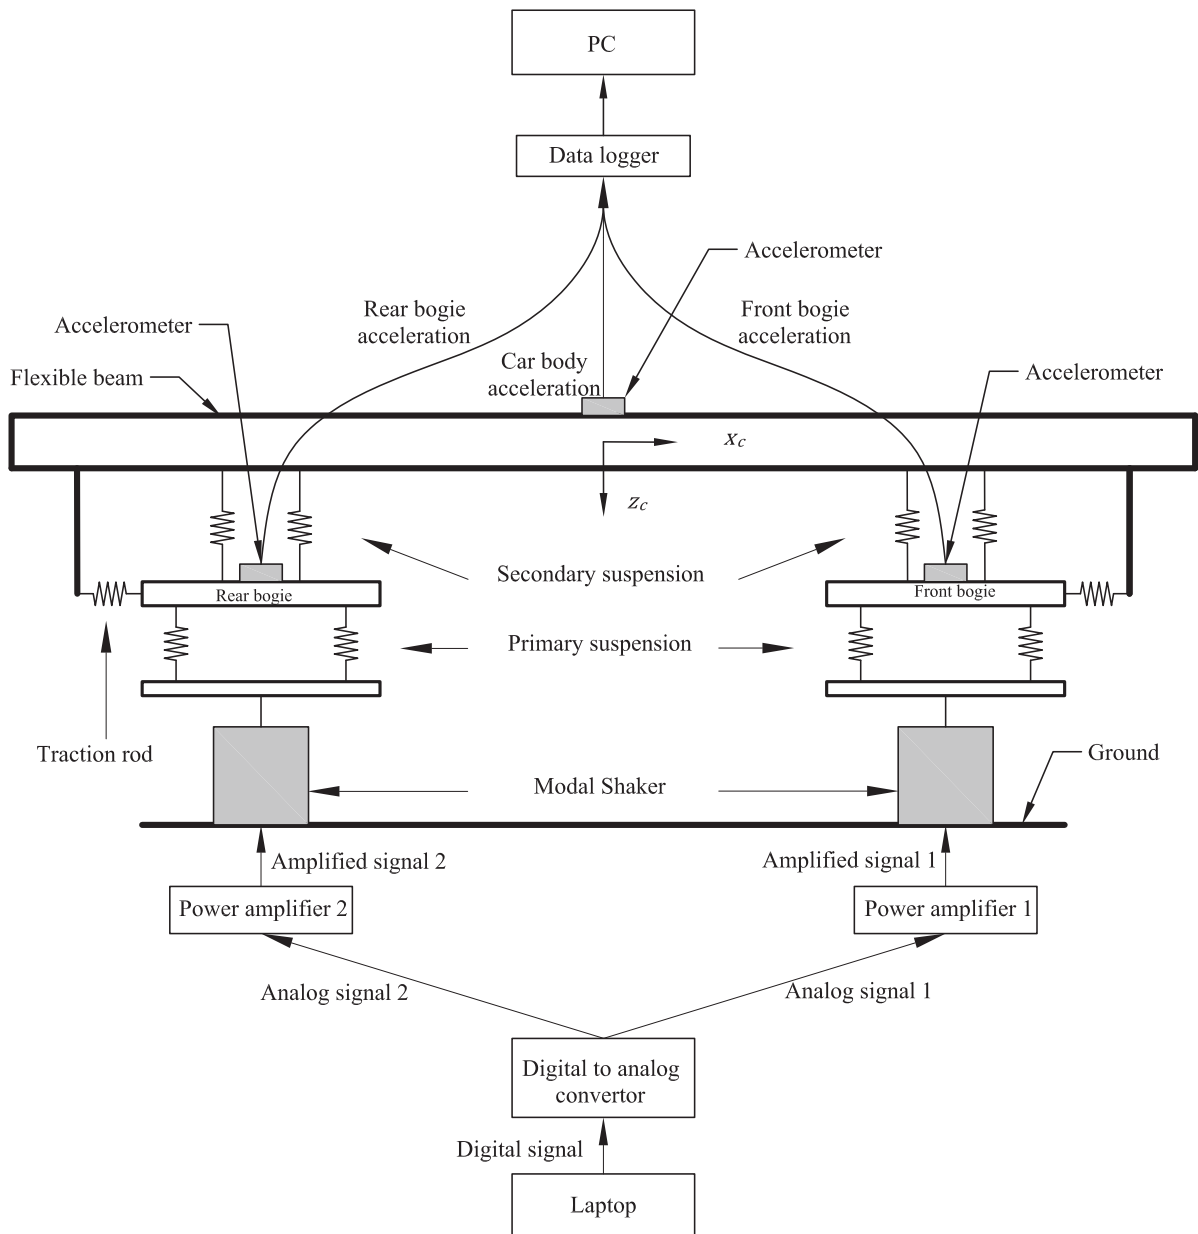 PC
Data logger
Accelerometer
Rear bogie
acceleration
Front bogie
acceleration
Accelerometer
Car body
acceleration
Flexible beam
Accelerometer
xc
zc
Secondary suspension
Rear bogie
Front bogie
Primary suspension
Traction rod
Ground
Modal Shaker
Amplified signal 2
Amplified signal 1
Power amplifier 2
Power amplifier 1
Analog signal 2
Analog signal 1
Digital to analog
convertor
Digital signal
Laptop